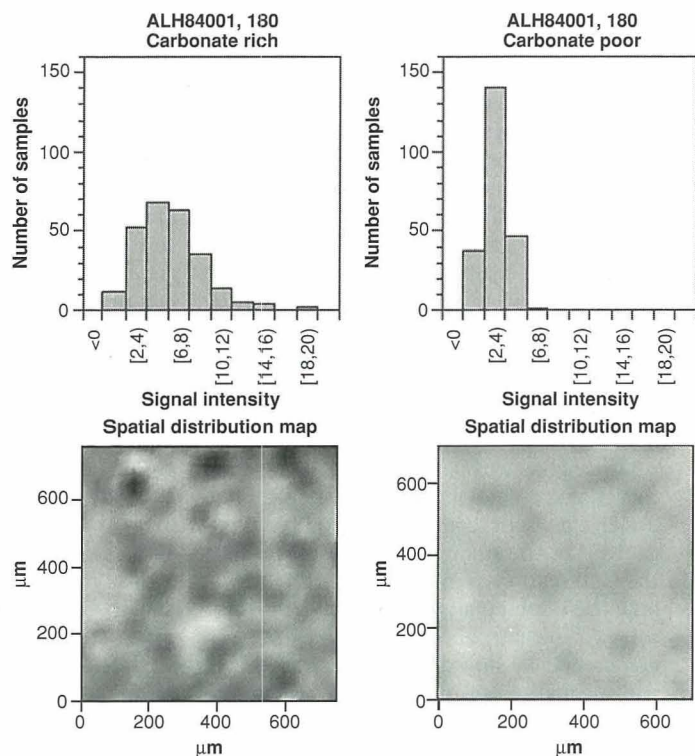 ALH84001, 180
Carbonate rich
150
100
50
0
Number of samples
<0
[2,4)
[6,8)
[10,12)
[14,16)
[18,20)
Signal intensity
Spatial distribution map
600
400
200
0
µm
0
200
400
600
µm
ALH84001, 180
Carbonate poor
150
100
50
0
Number of samples
<0
[2,4)
[6,8)
[10,12)
[14,16)
[18,20)
Signal intensity
Spatial distribution map
600
400
200
0
µm
0
200
400
600
µm